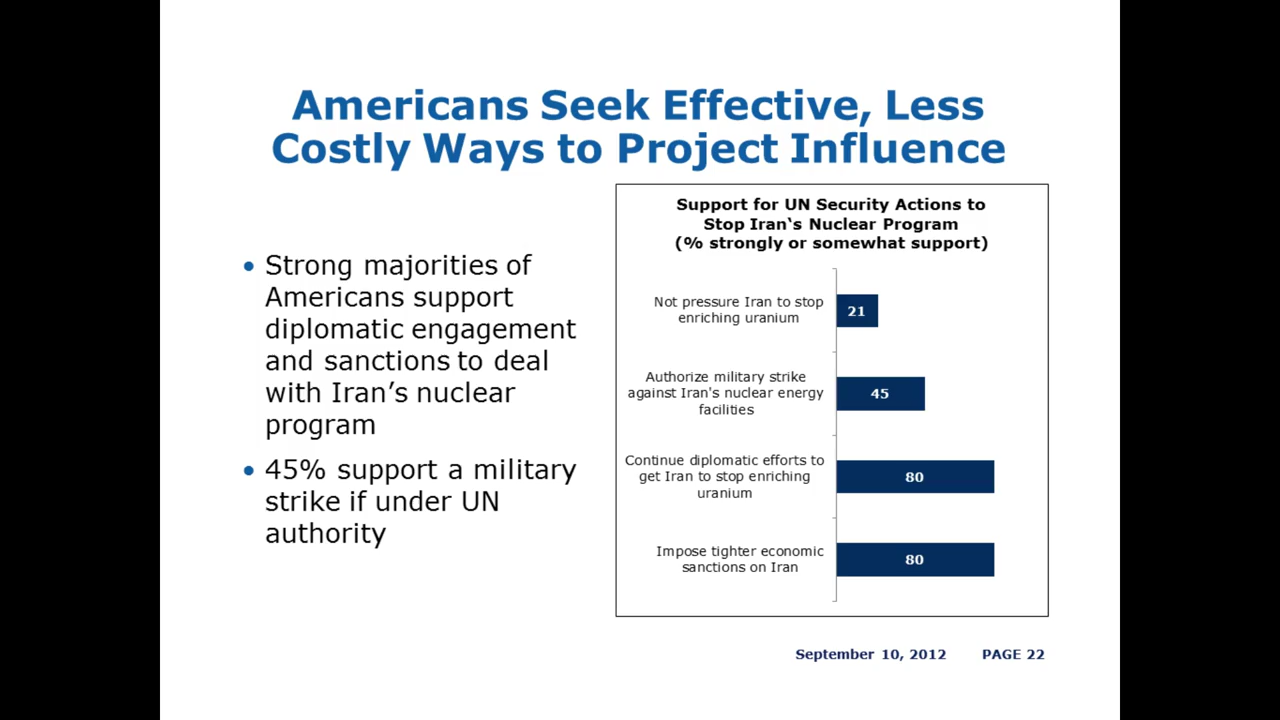 Americans Seek Effective, Less
Costly Ways to Project Influence
• Strong majorities of
Americans support
diplomatic engagement
and sanctions to deal
with Iran’s nuclear
program
• 45% support a military
strike if under UN
authority
Support for UN Security Actions to
Stop Iran‘s Nuclear Program
(% strongly or somewhat support)
Not pressure Iran to stop
enriching uranium
21
Authorize military strike
against Iran's nuclear energy
facilities
45
Continue diplomatic efforts to
get Iran to stop enriching
uranium
80
Impose tighter economic
sanctions on Iran
80
September 10, 2012 PAGE 22